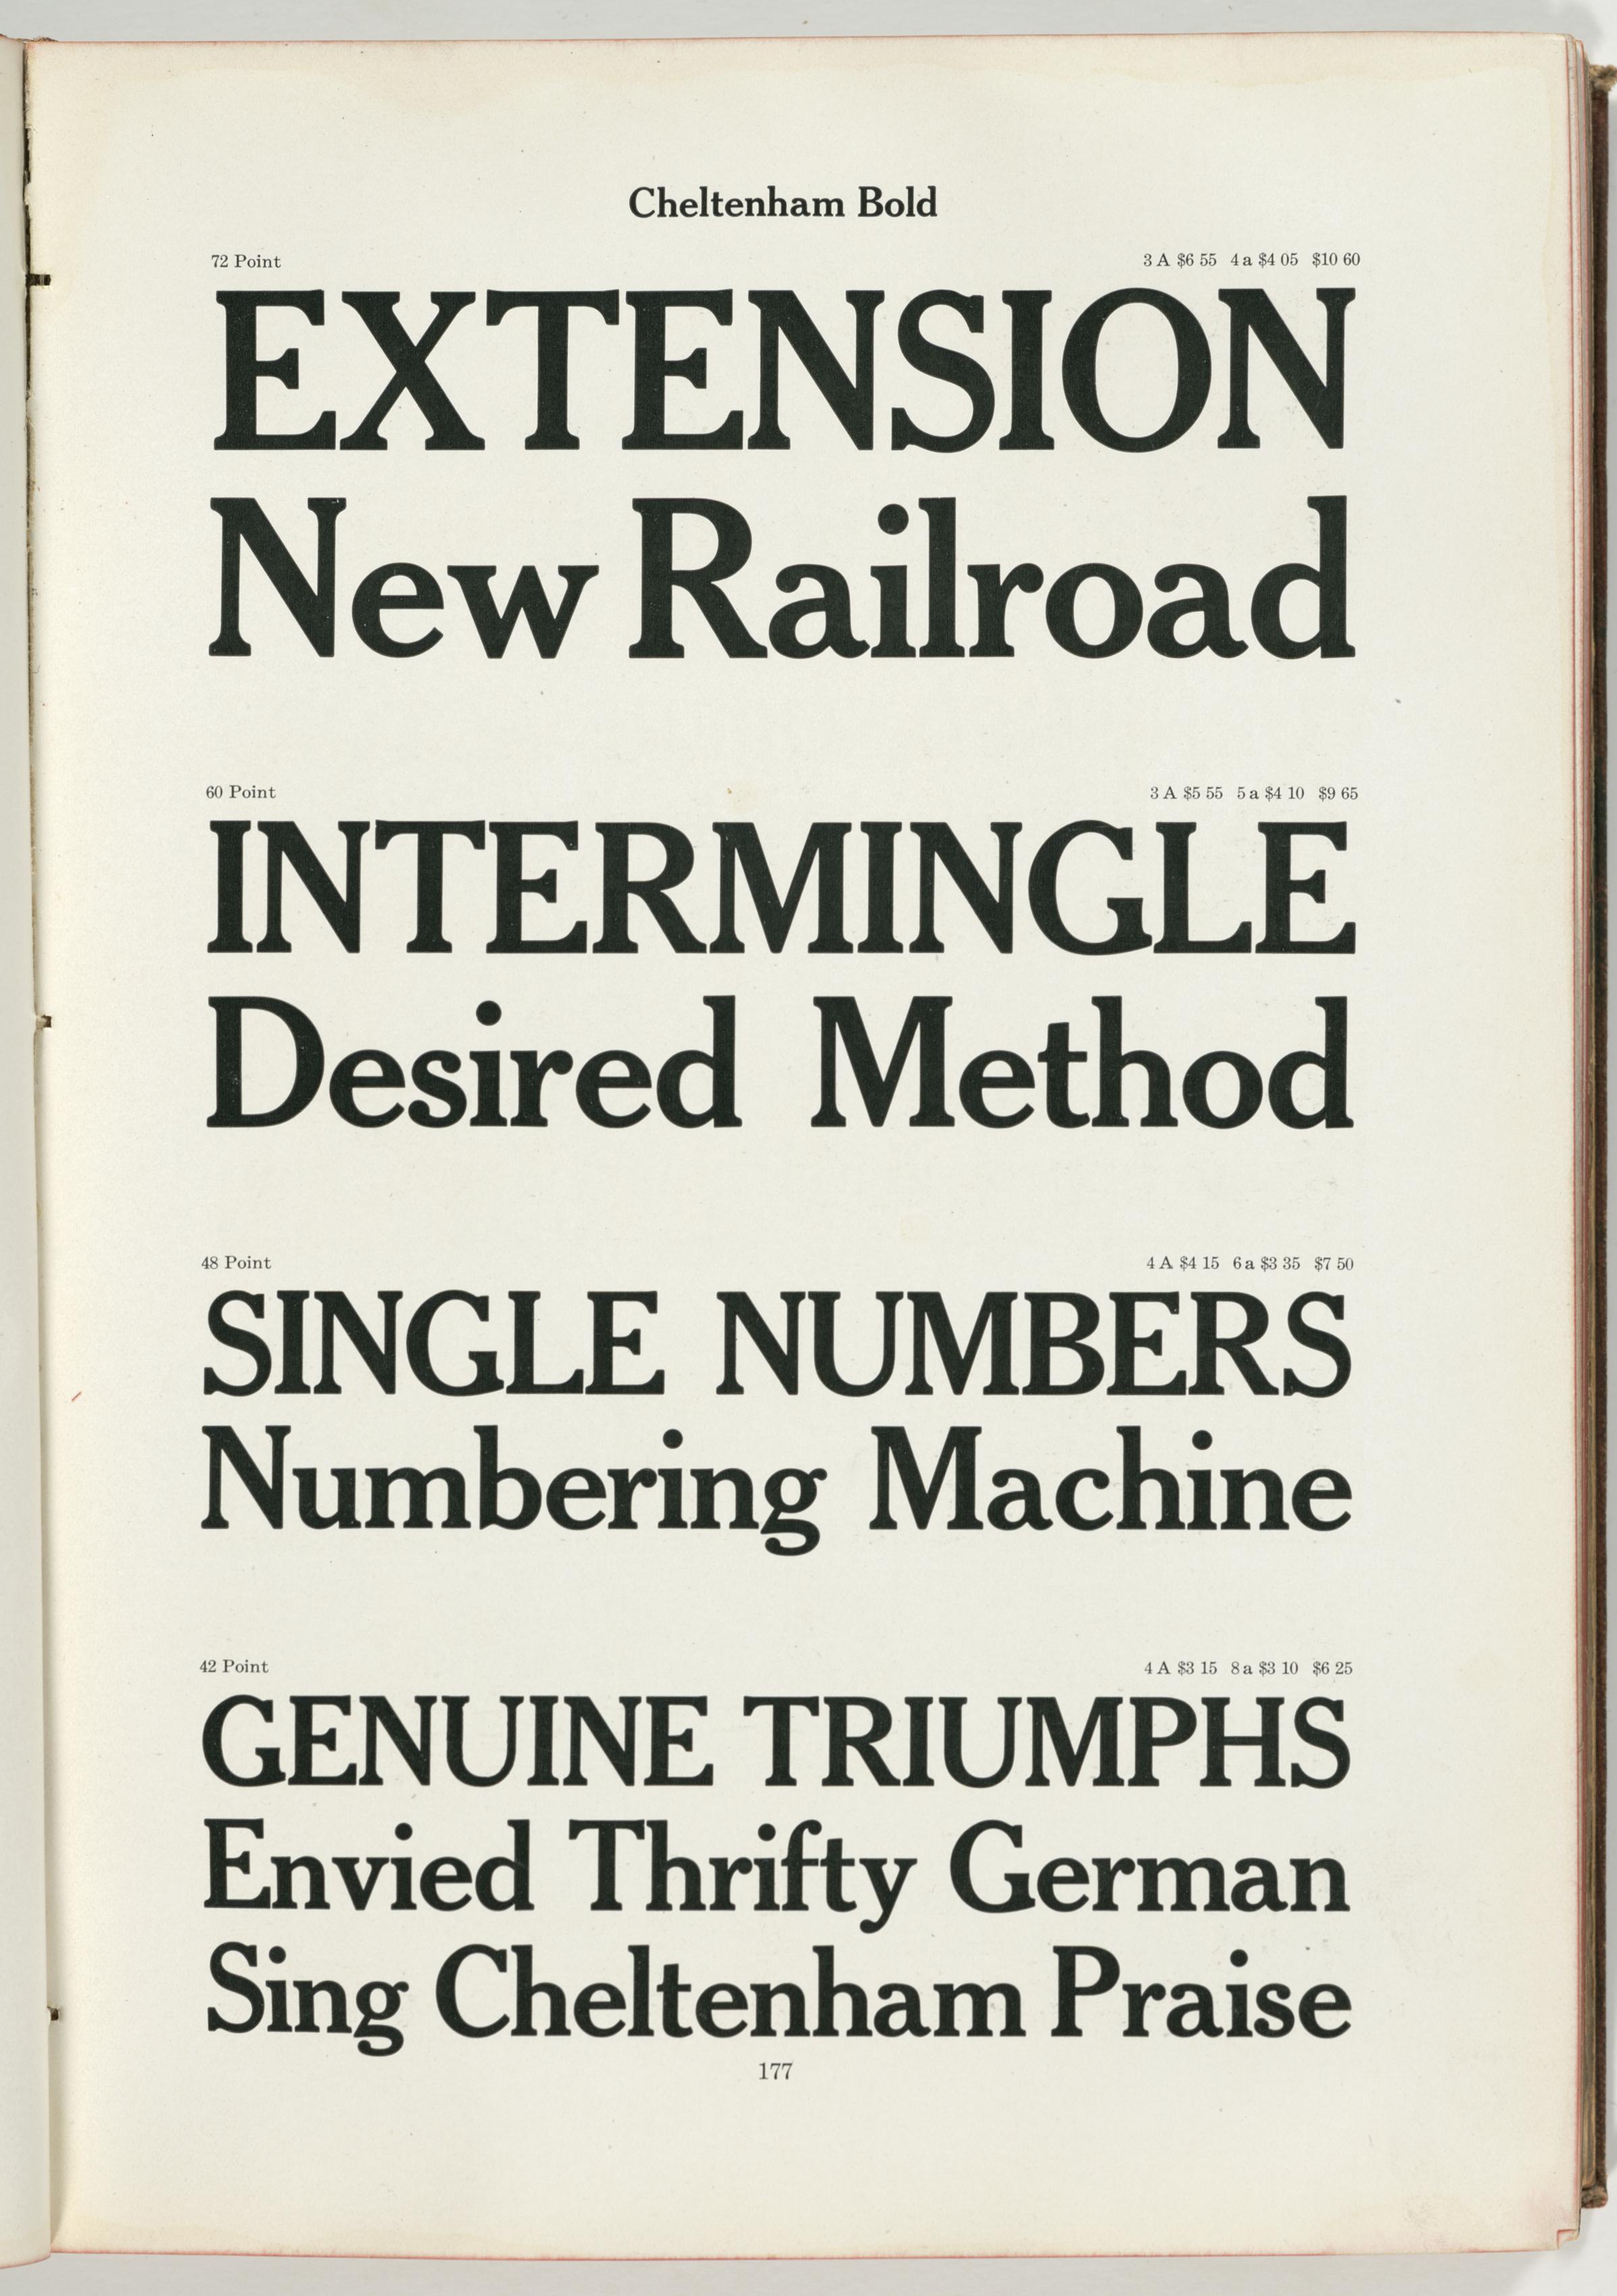 Cheltenham Bold
72 Point 3 A $6 55 4 a $4 05 $10 60
EXTENSION
New Railroad
60 Point 3 A $5 55 5 a $4 10 $9 65
INTERMINGLE
Desired Method
48 Point 4 A $4 15 6 a $3 35 $7 50
SINGLE NUMBERS
Numbering Machine
42 Point 4 A $3 15 8 a $3 10 $6 25
GENUINE TRIUMPHS
Envied Thrifty German
Sing Cheltenham Praise
177